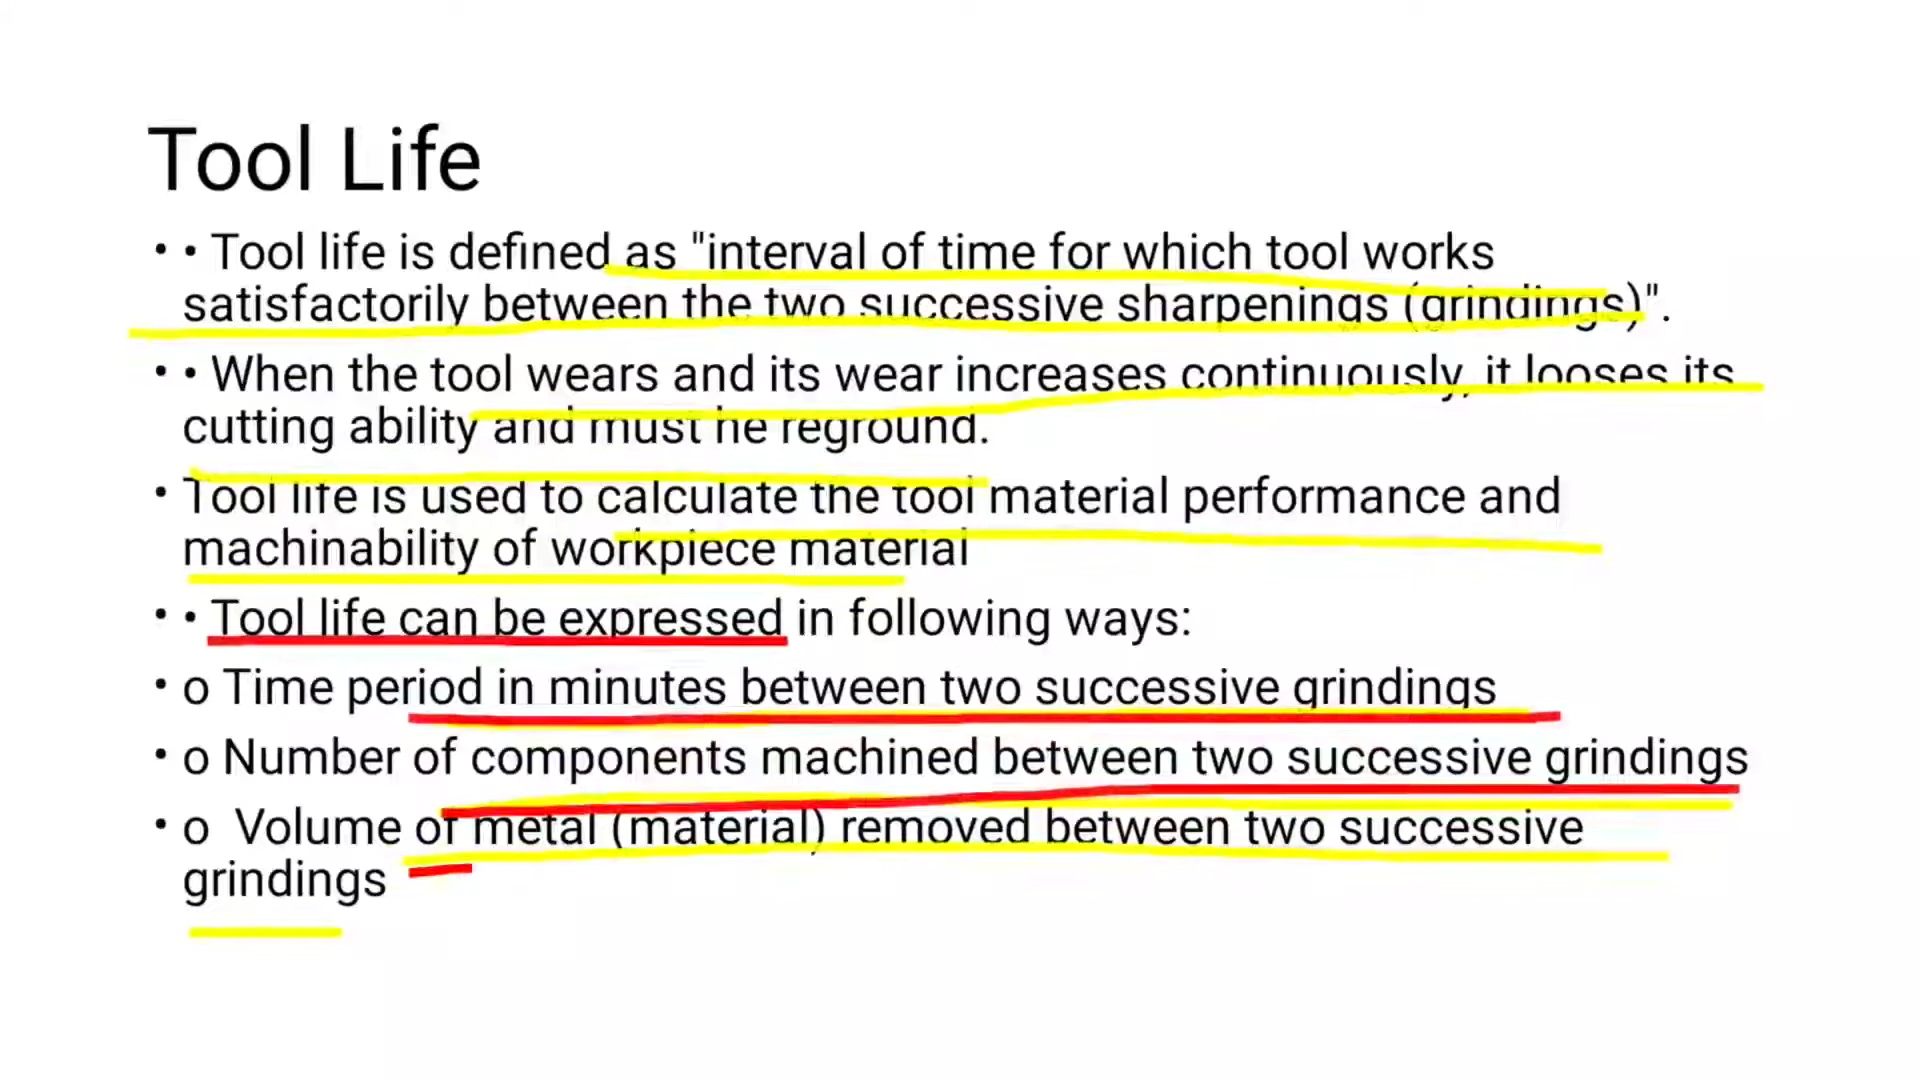 Tool Life
• • Tool life is defined as "interval of time for which tool works
satisfactorily between the two successive sharpenings (grindings)".
• • When the tool wears and its wear increases continuously, it looses its
cutting ability and must be reground.
• Tool life is used to calculate the tool material performance and
machinability of workpiece material
• • Tool life can be expressed in following ways:
• o Time period in minutes between two successive grindings
• o Number of components machined between two successive grindings
• o Volume of metal (material) removed between two successive
grindings